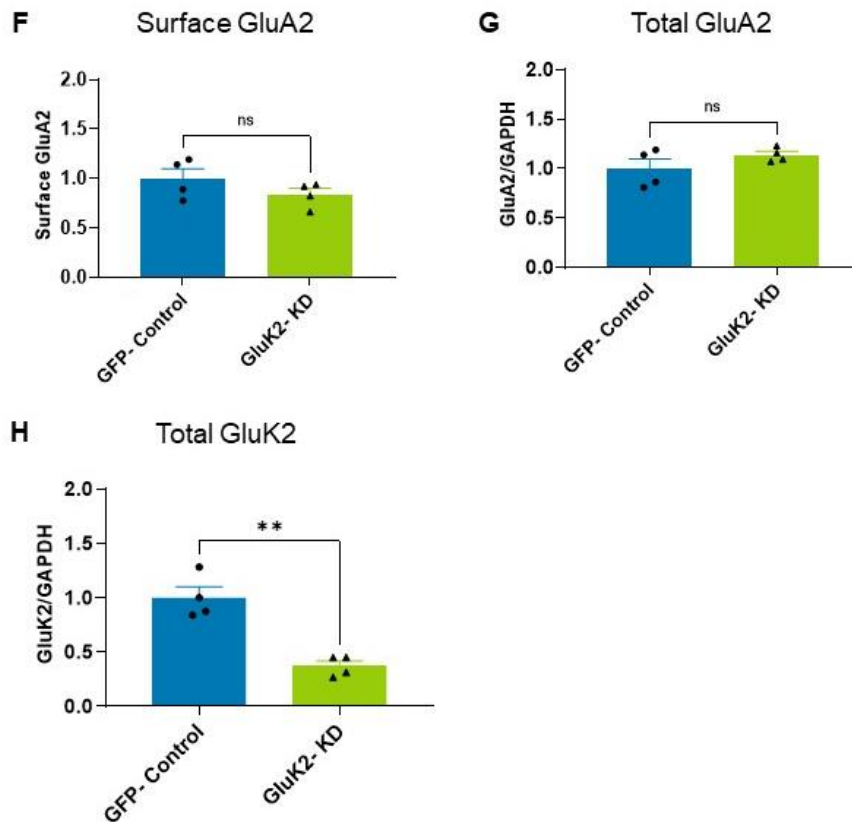 F Surface GluA2
Surface GluA2
2.0
1.5
1.0
0.5
0.0
ns
GFP- Control
GluK2- KD
G Total GluA2
GluA2/GAPDH
2.0
1.5
1.0
0.5
0.0
ns
GFP- Control
GluK2- KD
H Total GluK2
GluK2/GAPDH
2.0
1.5
1.0
0.5
0.0
**
GFP- Control
GluK2- KD